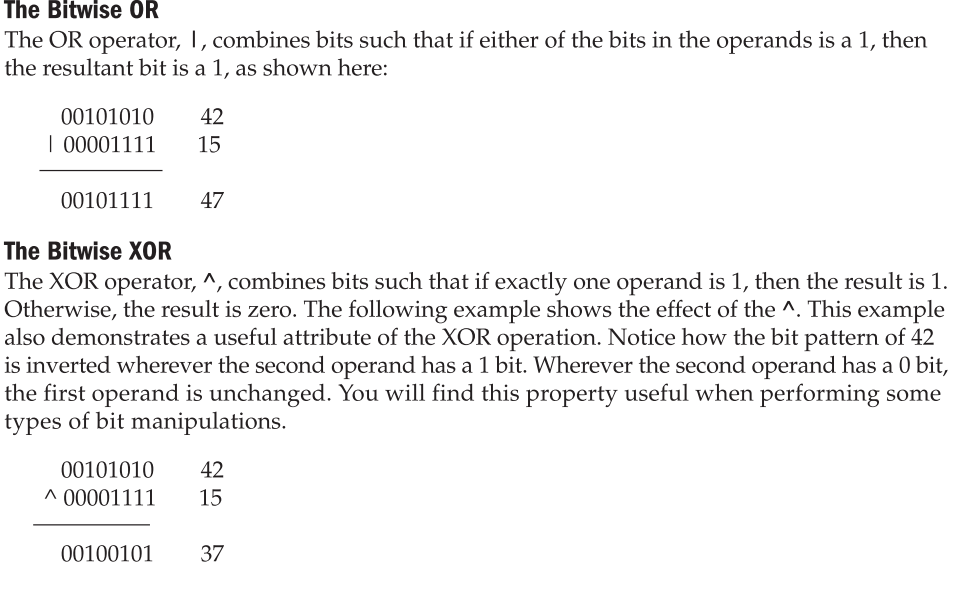 The Bitwise OR
The OR operator, |, combines bits such that if either of the bits in the operands is a 1, then
the resultant bit is a 1, as shown here:
00101010 42
| 00001111 15
00101111 47
The Bitwise XOR
The XOR operator, ^, combines bits such that if exactly one operand is 1, then the result is 1.
Otherwise, the result is zero. The following example shows the effect of the ^. This example
also demonstrates a useful attribute of the XOR operation. Notice how the bit pattern of 42
is inverted wherever the second operand has a 1 bit. Wherever the second operand has a 0 bit,
the first operand is unchanged. You will find this property useful when performing some
types of bit manipulations.
00101010 42
^ 00001111 15
00100101 37